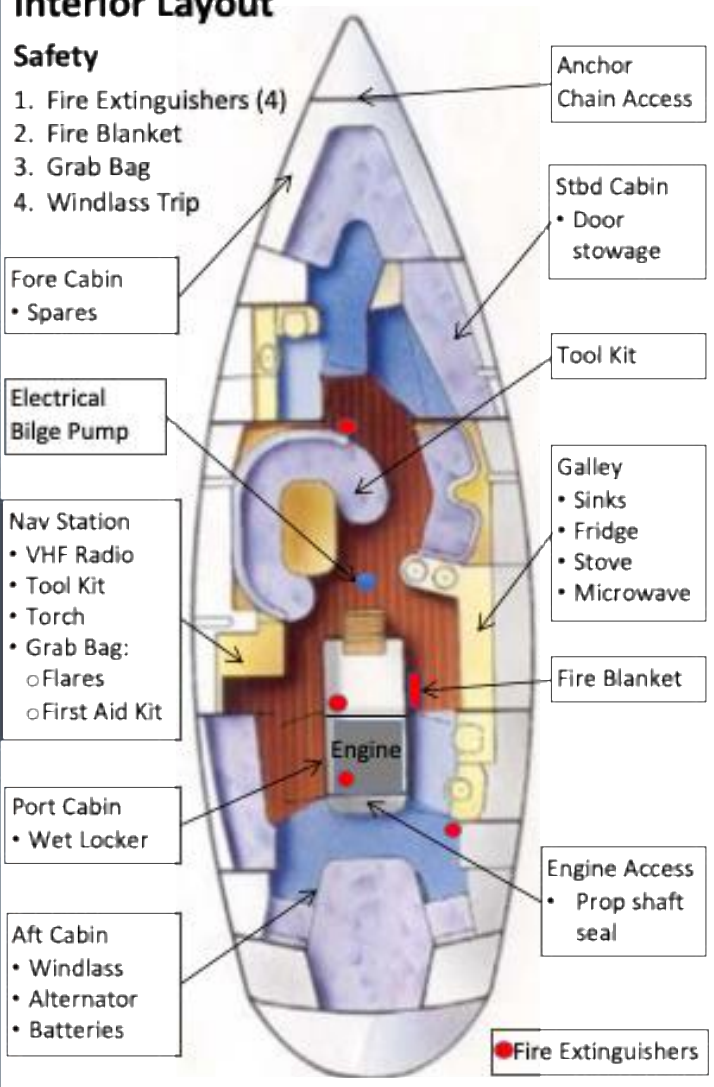 Interior Layout
Safety
1. Fire Extinguishers (4)
2. Fire Blanket
3. Grab Bag
4. Windlass Trip
Anchor
Chain Access
Stbd Cabin
• Door
stowage
Fore Cabin
• Spares
Tool Kit
Electrical
Bilge Pump
Galley
• Sinks
• Fridge
• Stove
• Microwave
Nav Station
• VHF Radio
• Tool Kit
• Torch
• Grab Bag:
○Flares
○First Aid Kit
Fire Blanket
Engine
Port Cabin
• Wet Locker
Engine Access
• Prop shaft
seal
Aft Cabin
• Windlass
• Alternator
• Batteries
Fire Extinguishers